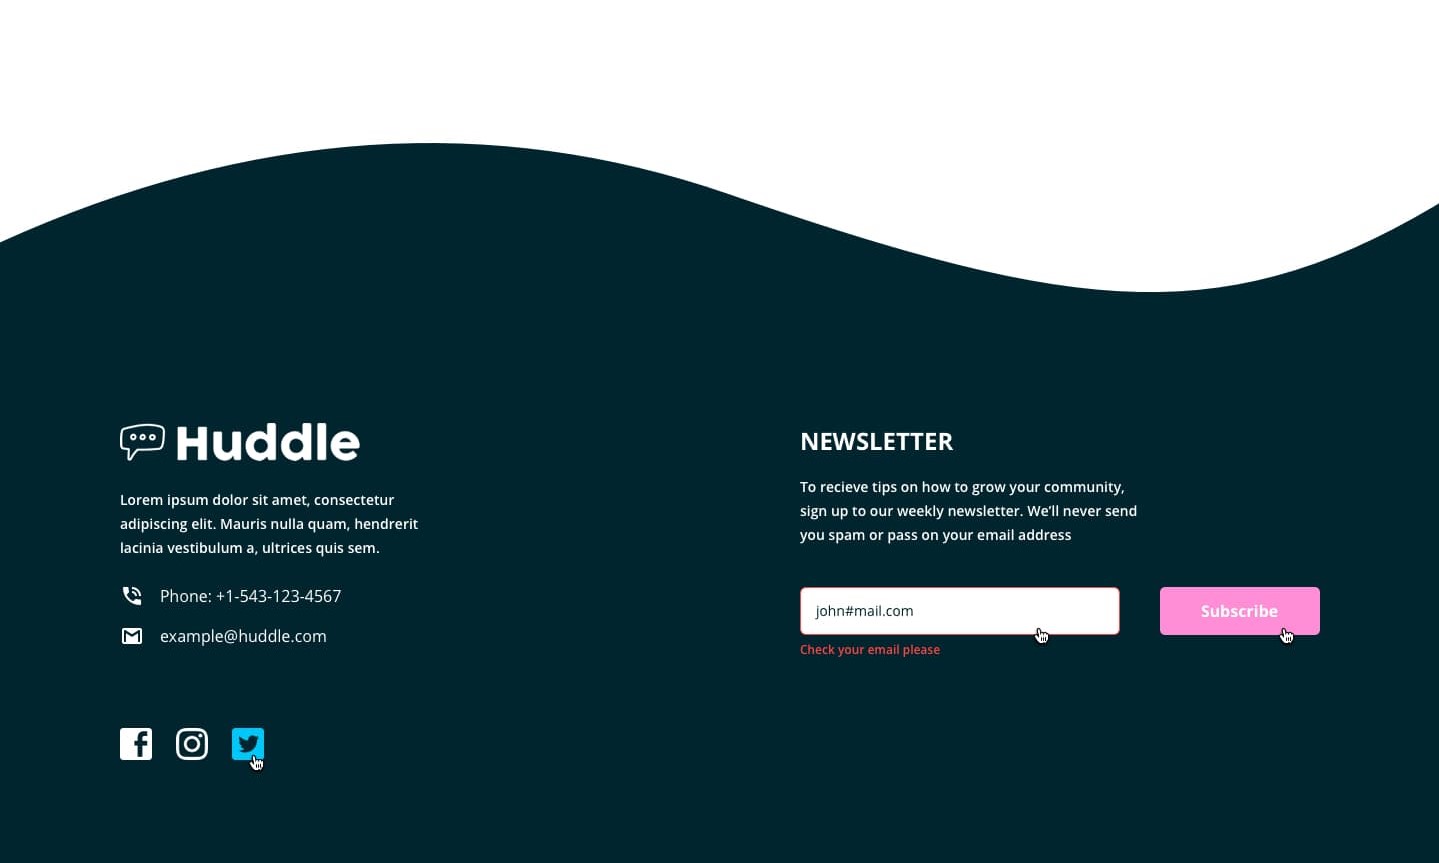 Huddle
Lorem ipsum dolor sit amet, consectetur
adipiscing elit. Mauris nulla quam, hendrerit
lacinia vestibulum a, ultrices quis sem.
Phone: +1-543-123-4567
example@huddle.com
NEWSLETTER
To recieve tips on how to grow your community,
sign up to our weekly newsletter. We’ll never send
you spam or pass on your email address
john#mail.com
Subscribe
Check your email please